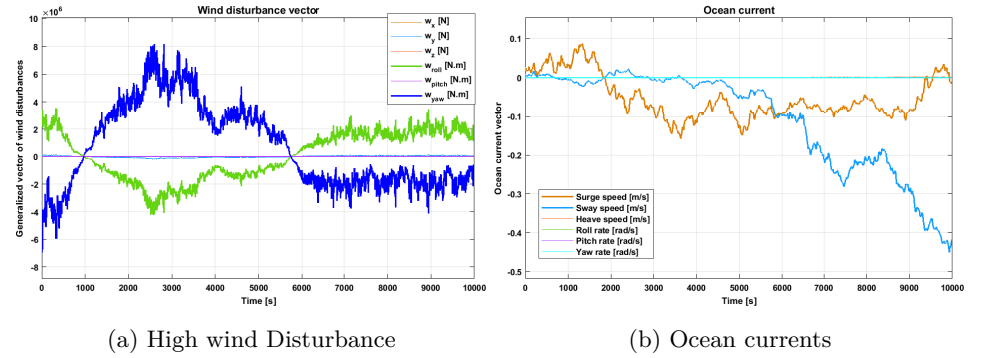 Wind disturbance vector
×10⁶
10
8
6
4
2
0
-2
-4
-6
-8
Generalized vector of wind disturbances
w_x [N]
w_y [N]
w_z [N]
w_roll [N.m]
w_pitch [N.m]
w_yaw [N.m]
0 1000 2000 3000 4000 5000 6000 7000 8000 9000 10000
Time [s]
(a) High wind Disturbance
Ocean current
0.1
0
-0.1
-0.2
-0.3
-0.4
-0.5
Ocean current vector
Surge speed [m/s]
Sway speed [m/s]
Heave speed [m/s]
Roll rate [rad/s]
Pitch rate [rad/s]
Yaw rate [rad/s]
0 1000 2000 3000 4000 5000 6000 7000 8000 9000 10000
Time [s]
(b) Ocean currents